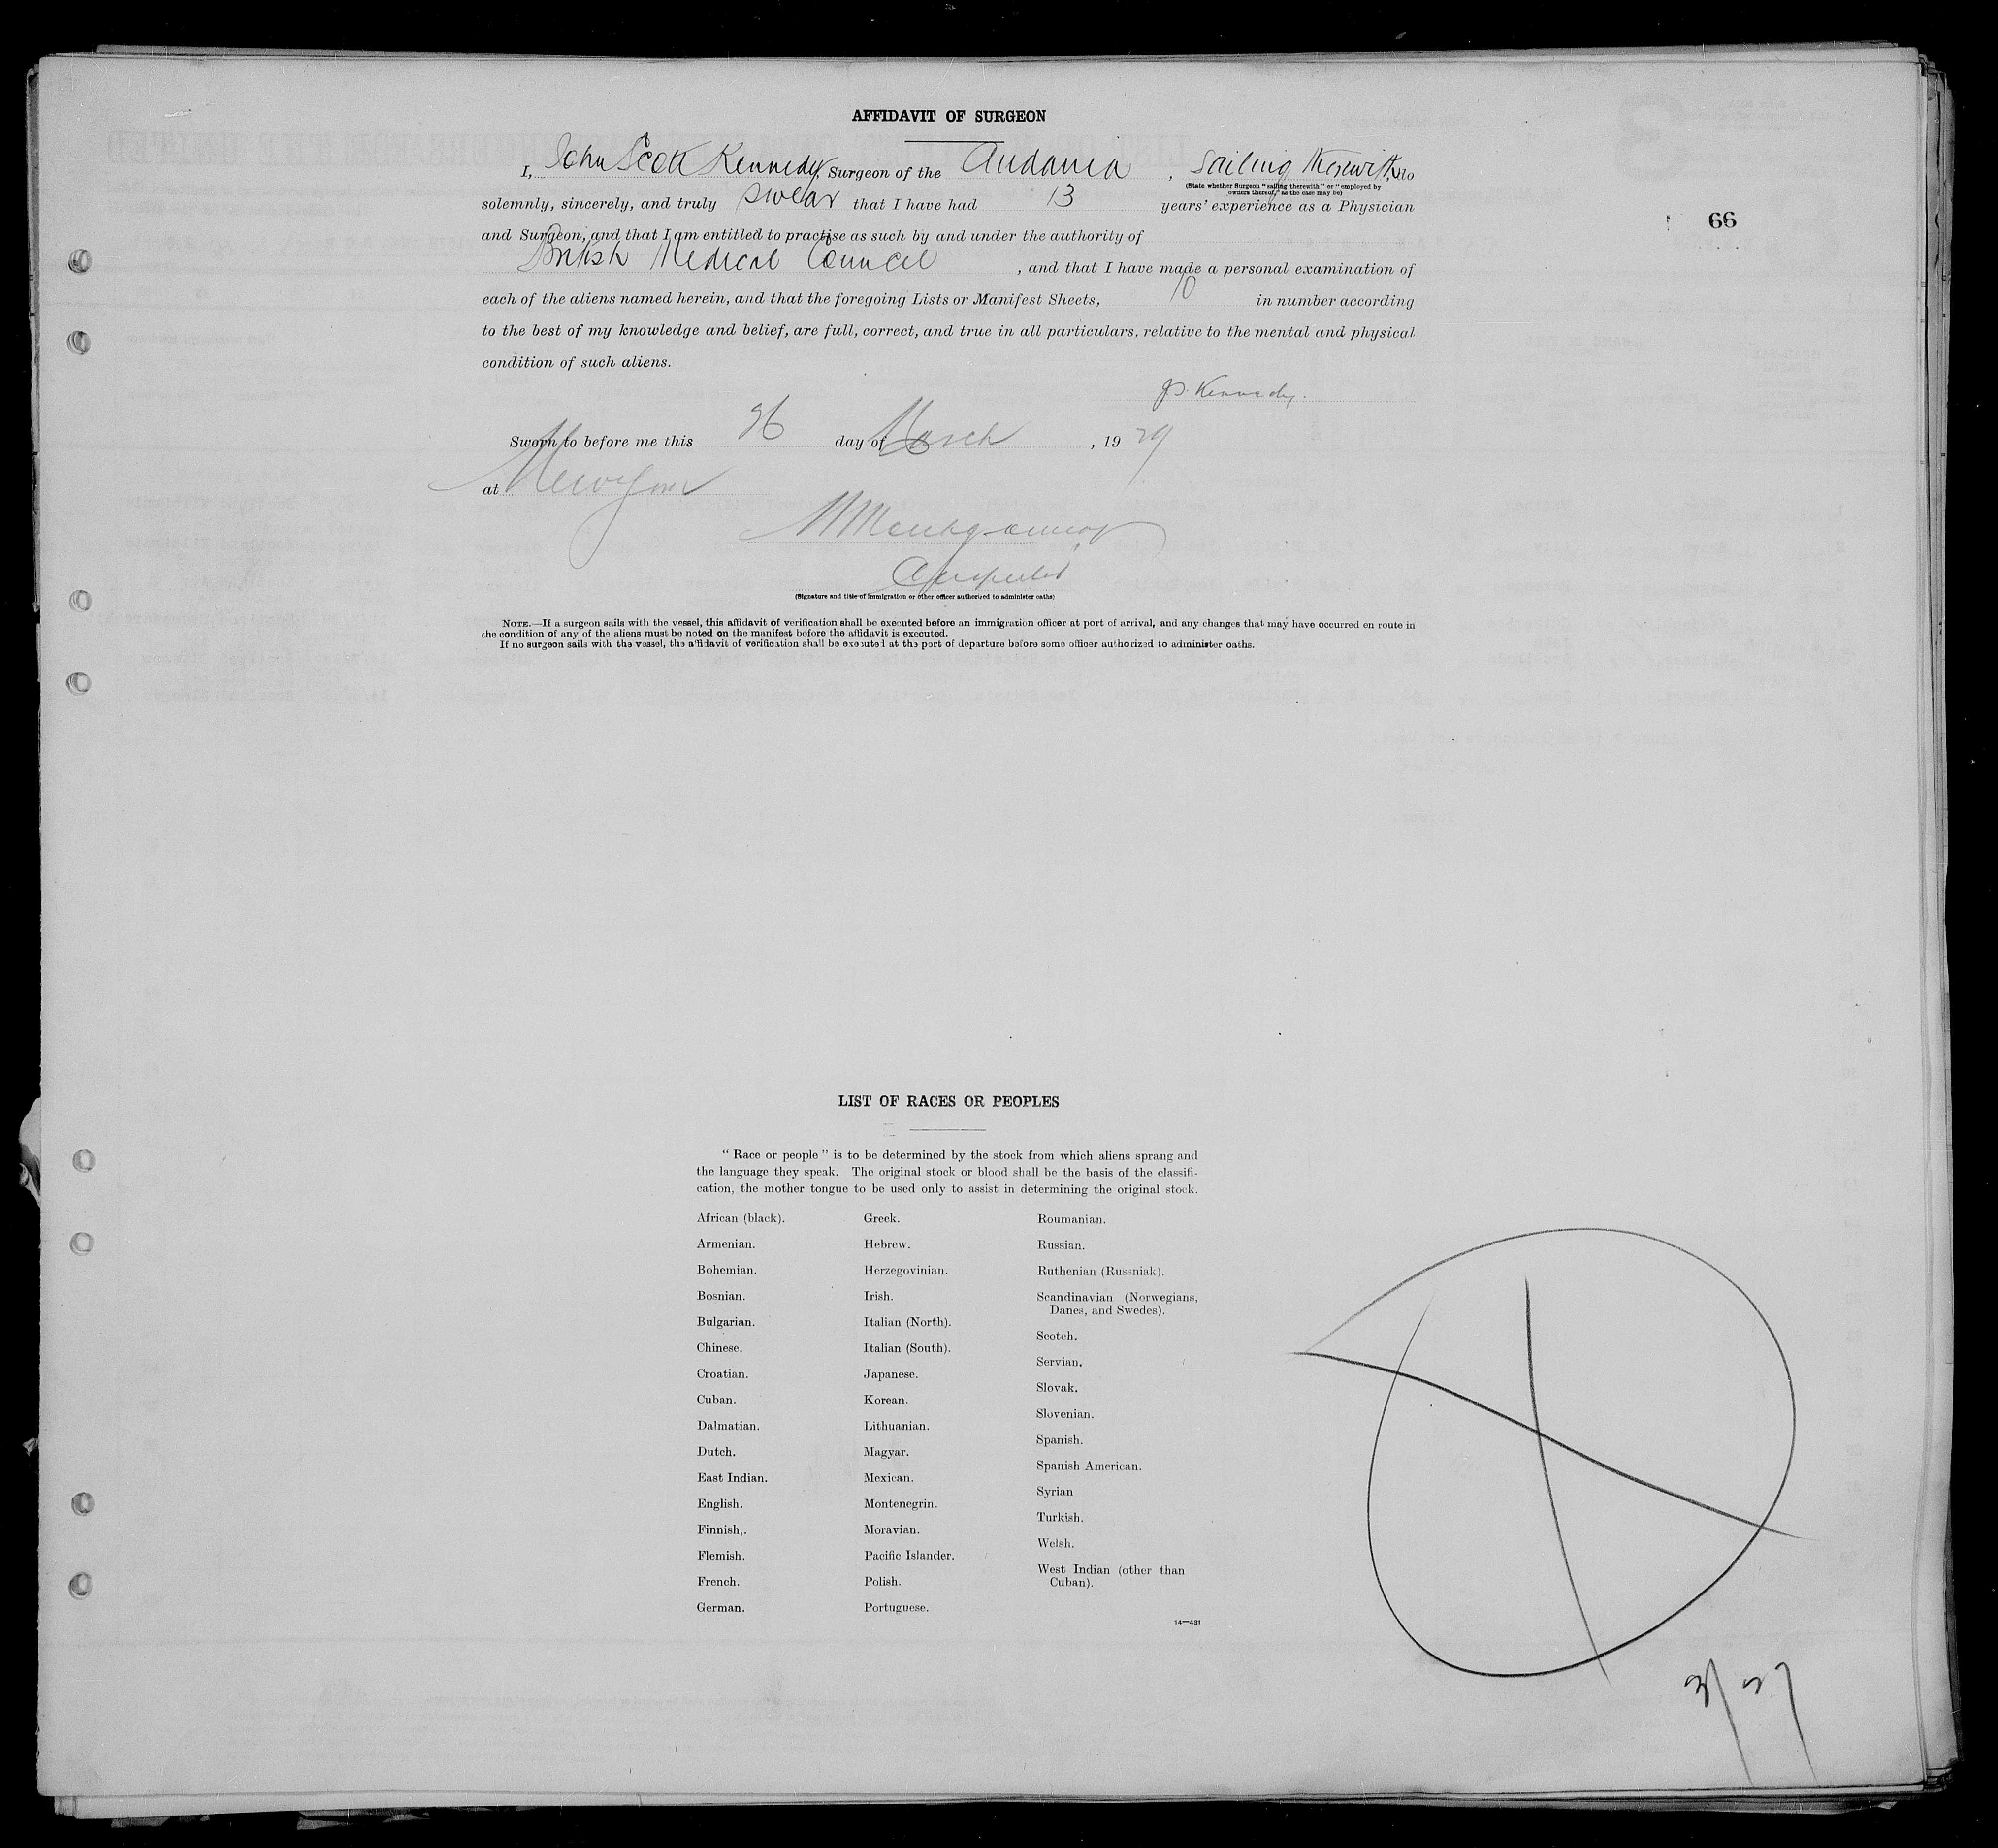 AFFIDAVIT OF SURGEON
I, John Scott Kennedy, Surgeon of the Andania, Sailing therewith, do
(State whether Surgeon "sailing therewith" or "employed by
owners thereof," as the case may be)
solemnly, sincerely, and truly swear that I have had 13 years' experience as a Physician
66
and Surgeon, and that I am entitled to practise as such by and under the authority of
British Medical Council, and that I have made a personal examination of
each of the aliens named herein, and that the foregoing Lists or Manifest Sheets, 10 in number according
to the best of my knowledge and belief, are full, correct, and true in all particulars, relative to the mental and physical
condition of such aliens.
J.S. Kennedy.
Sworn to before me this 26 day of March, 1929
at New York
Montgomery
Inspector
(Signature and title of immigration or other officer authorized to administer oaths)
NOTE.—If a surgeon sails with the vessel, this affidavit of verification shall be executed before an immigration officer at port of arrival, and any changes that may have occurred on route in
the condition of any of the aliens must be noted on the manifest before the affidavit is executed.
If no surgeon sails with the vessel, the affidavit of verification shall be executed at the port of departure before some officer authorized to administer oaths.
LIST OF RACES OR PEOPLES
"Race or people" is to be determined by the stock from which aliens sprang and
the language they speak. The original stock or blood shall be the basis of the classifi-
cation, the mother tongue to be used only to assist in determining the original stock.
African (black).
Armenian.
Bohemian.
Bosnian.
Bulgarian.
Chinese.
Croatian.
Cuban.
Dalmatian.
Dutch.
East Indian.
English.
Finnish,.
Flemish.
French.
German.
Greek.
Hebrew.
Herzegovinian.
Irish.
Italian (North).
Italian (South).
Japanese.
Korean.
Lithuanian.
Magyar.
Mexican.
Montenegrin.
Moravian.
Pacific Islander.
Polish.
Portuguese.
Roumanian.
Russian.
Ruthenian (Russniak).
Scandinavian (Norwegians,
Danes, and Swedes).
Scotch.
Servian.
Slovak.
Slovenian.
Spanish.
Spanish American.
Syrian
Turkish.
Welsh.
West Indian (other than
Cuban).
14—431
3/27